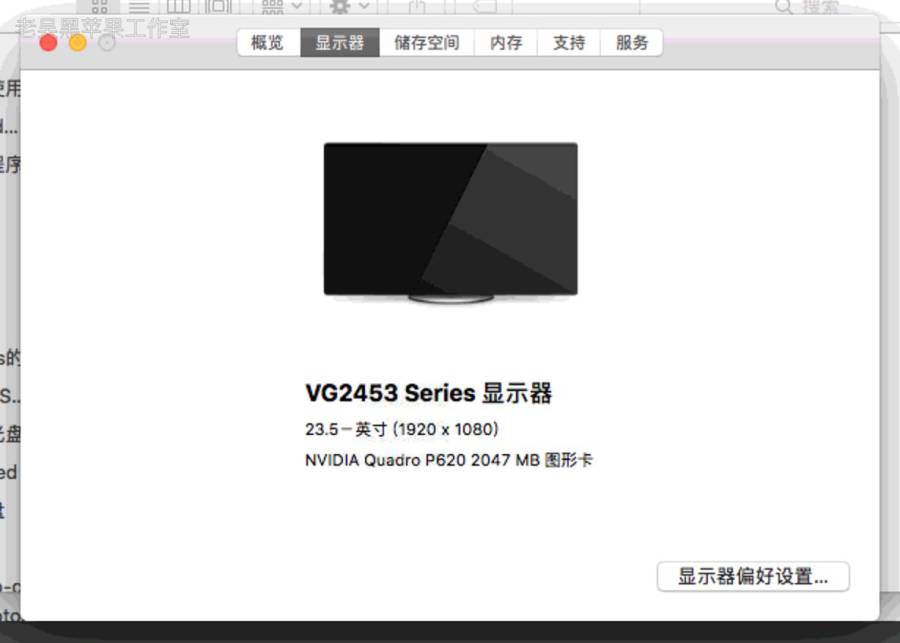 搜索
老吴黑苹果工作室
概览 显示器 储存空间 内存 支持 服务
使用
d...
程序
VG2453 Series 显示器
23.5－英寸 (1920 x 1080)
NVIDIA Quadro P620 2047 MB 图形卡
s的
S...
光盘
ed
显示器偏好设置...